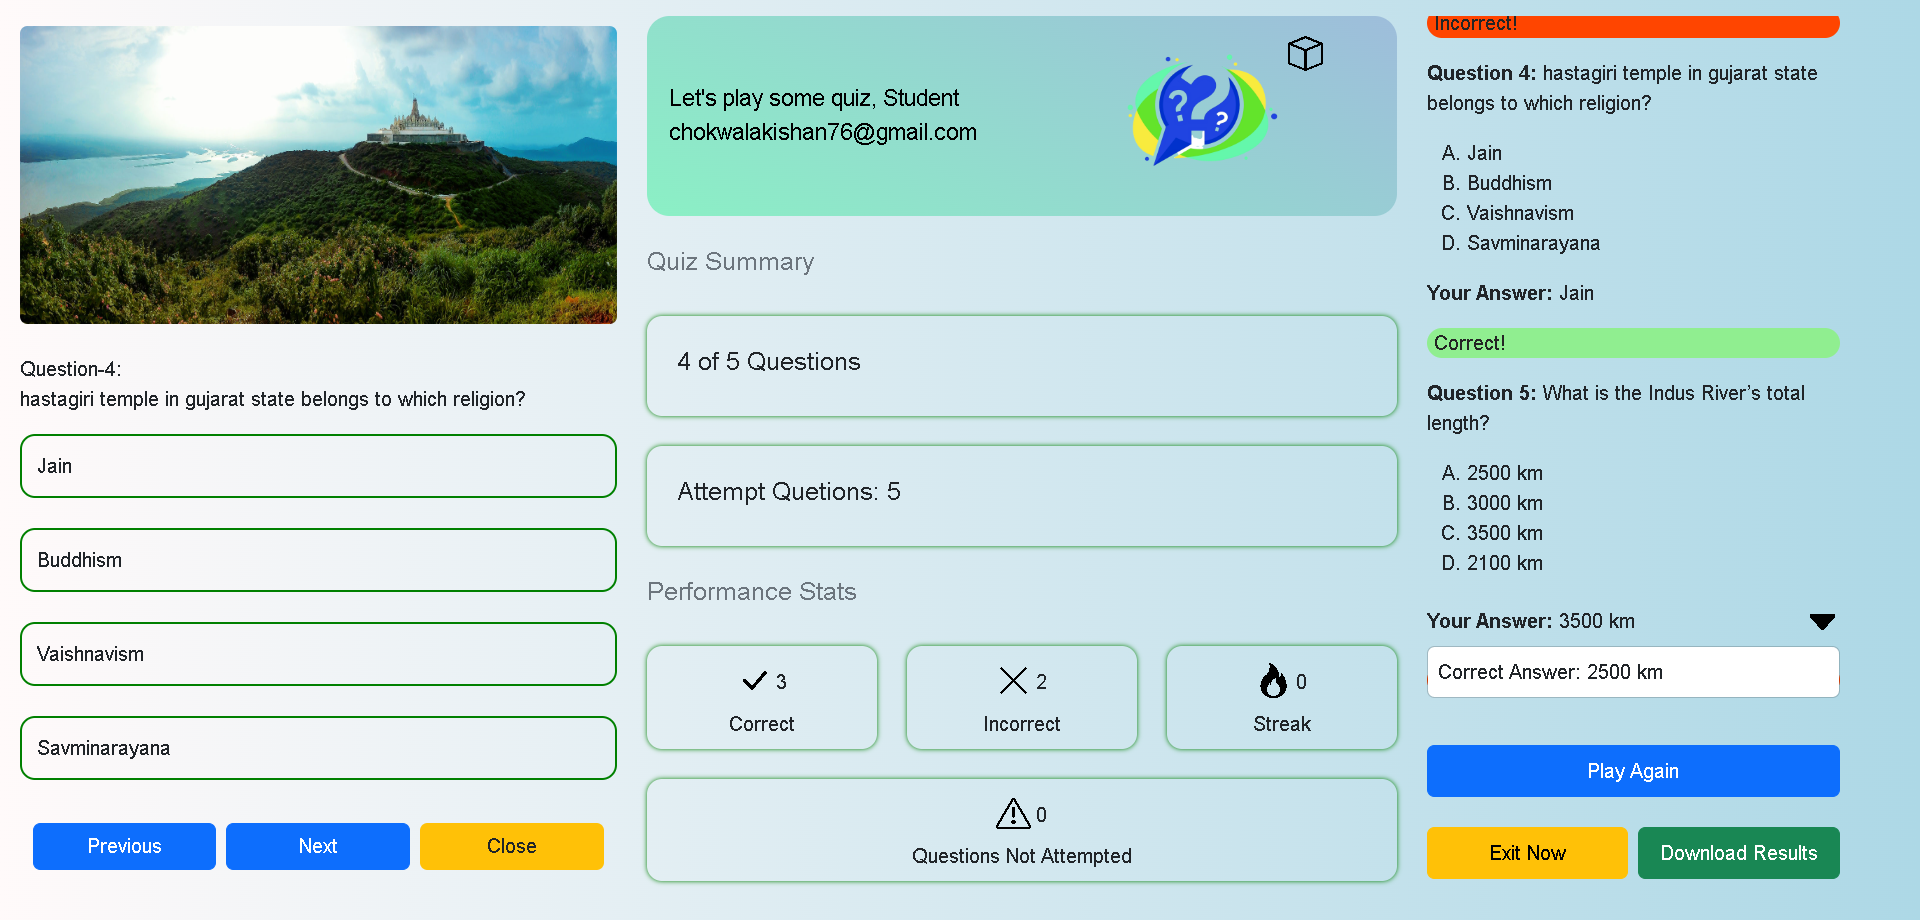 Question-4:
hastagiri temple in gujarat state belongs to which religion?
Jain
Buddhism
Vaishnavism
Savminarayana
Previous
Next
Close
Let's play some quiz, Student
chokwalakishan76@gmail.com
Quiz Summary
4 of 5 Questions
Attempt Quetions: 5
Performance Stats
3
Correct
2
Incorrect
0
Streak
0
Questions Not Attempted
Incorrect!
Question 4: hastagiri temple in gujarat state
belongs to which religion?
A. Jain
B. Buddhism
C. Vaishnavism
D. Savminarayana
Your Answer: Jain
Correct!
Question 5: What is the Indus River’s total
length?
A. 2500 km
B. 3000 km
C. 3500 km
D. 2100 km
Your Answer: 3500 km
Correct Answer: 2500 km
Play Again
Exit Now
Download Results